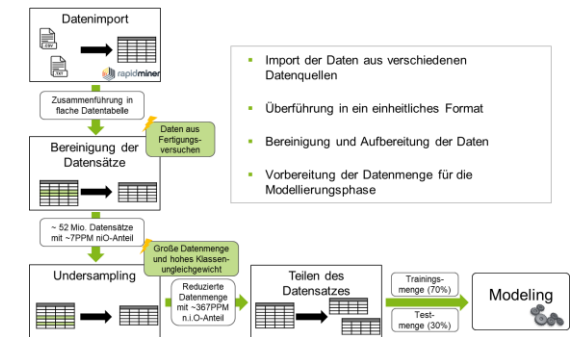 Datenimport
CSV
TXT
rapidminer
Zusammenführung in
flache Datentabelle
Daten aus
Fertigungs-
versuchen
Bereinigung der
Datensätze
~ 52 Mio. Datensätze
mit ~7PPM niO-Anteil
Große Datenmenge
und hohes Klassen-
ungleichgewicht
Undersampling
Reduzierte
Datenmenge
mit ~367PPM
n.i.O-Anteil
Teilen des
Datensatzes
Trainings-
menge (70%)
Test-
menge (30%)
Modeling
▪ Import der Daten aus verschiedenen
Datenquellen
▪ Überführung in ein einheitliches Format
▪ Bereinigung und Aufbereitung der Daten
▪ Vorbereitung der Datenmenge für die
Modellierungsphase